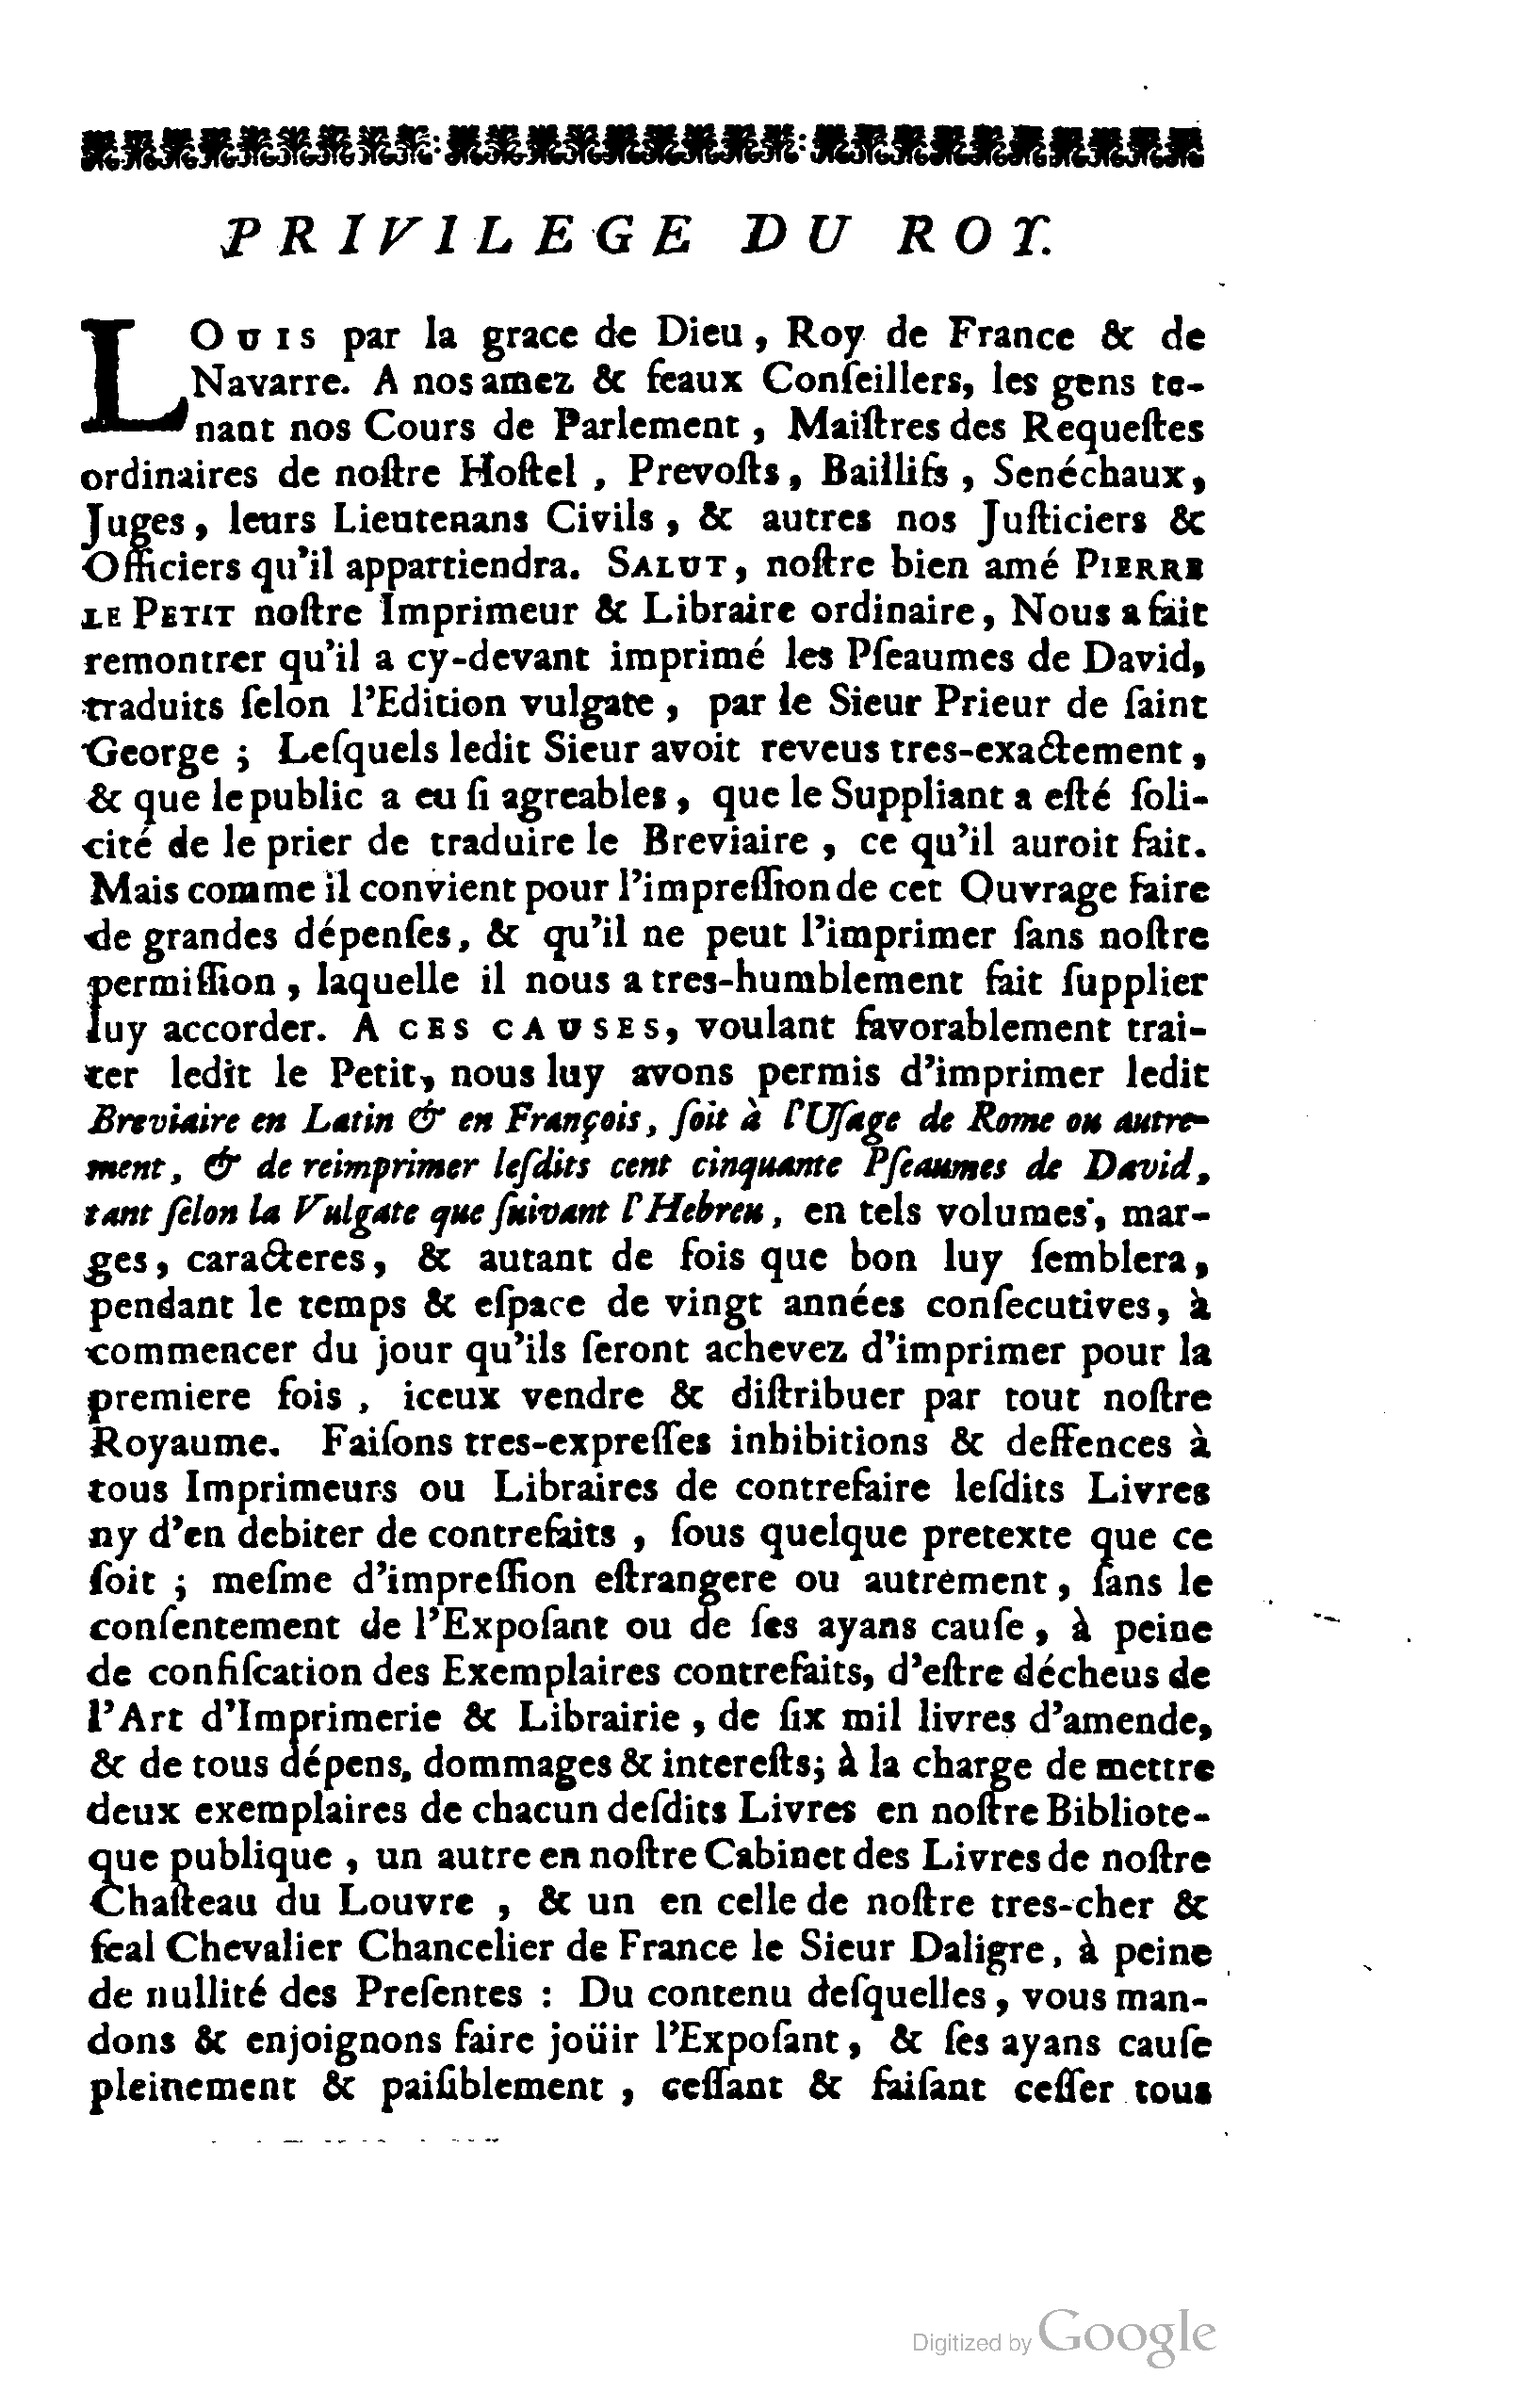 PRIVILEGE DU ROY.
LOUIS par la grace de Dieu, Roy de France & de
Navarre. A nos amez & feaux Conſeillers, les gens te-
nant nos Cours de Parlement, Maiſtres des Requeſtes
ordinaires de noſtre Hoſtel, Prevoſts, Baillifs, Senéchaux,
Juges, leurs Lieutenans Civils, & autres nos Juſticiers &
Officiers qu'il appartiendra. SALUT, noſtre bien amé PIERRE
LE PETIT noſtre Imprimeur & Libraire ordinaire, Nous a fait
remontrer qu'il a cy-devant imprimé les Pſeaumes de David,
traduits ſelon l'Edition vulgate, par le Sieur Prieur de ſaint
George; Leſquels ledit Sieur avoit reveus tres-exactement,
& que le public a eu ſi agreables, que le Suppliant a eſté ſoli-
cité de le prier de traduire le Breviaire, ce qu'il auroit fait.
Mais comme il convient pour l'impreſſion de cet Ouvrage faire
de grandes dépenſes, & qu'il ne peut l'imprimer ſans noſtre
permiſſion, laquelle il nous a tres-humblement fait ſupplier
luy accorder. A CES CAUSES, voulant favorablement trai-
ter ledit le Petit, nous luy avons permis d'imprimer ledit
Breviaire en Latin & en François, ſoit à l'Uſage de Rome ou autre-
ment, & de reimprimer leſdits cent cinquante Pſeaumes de David,
tant ſelon la Vulgate que ſuivant l'Hebreu, en tels volumes, mar-
ges, caracteres, & autant de fois que bon luy ſemblera,
pendant le temps & eſpace de vingt années conſecutives, à
commencer du jour qu'ils ſeront achevez d'imprimer pour la
premiere fois, iceux vendre & diſtribuer par tout noſtre
Royaume. Faiſons tres-expreſſes inhibitions & deffences à
tous Imprimeurs ou Libraires de contrefaire leſdits Livres
ny d'en debiter de contrefaits, ſous quelque pretexte que ce
ſoit; meſme d'impreſſion eſtrangere ou autrement, ſans le
conſentement de l'Expoſant ou de ſes ayans cauſe, à peine
de confiſcation des Exemplaires contrefaits, d'eſtre décheus de
l'Art d'Imprimerie & Librairie, de ſix mil livres d'amende,
& de tous dépens, dommages & intereſts; à la charge de mettre
deux exemplaires de chacun deſdits Livres en noſtre Bibliote-
que publique, un autre en noſtre Cabinet des Livres de noſtre
Chaſteau du Louvre, & un en celle de noſtre tres-cher &
feal Chevalier Chancelier de France le Sieur Daligre, à peine
de nullité des Preſentes : Du contenu deſquelles, vous man-
dons & enjoignons faire joüir l'Expoſant, & ſes ayans cauſe
pleinement & paiſiblement, ceſſant & faiſant ceſſer tous
Digitized by Google